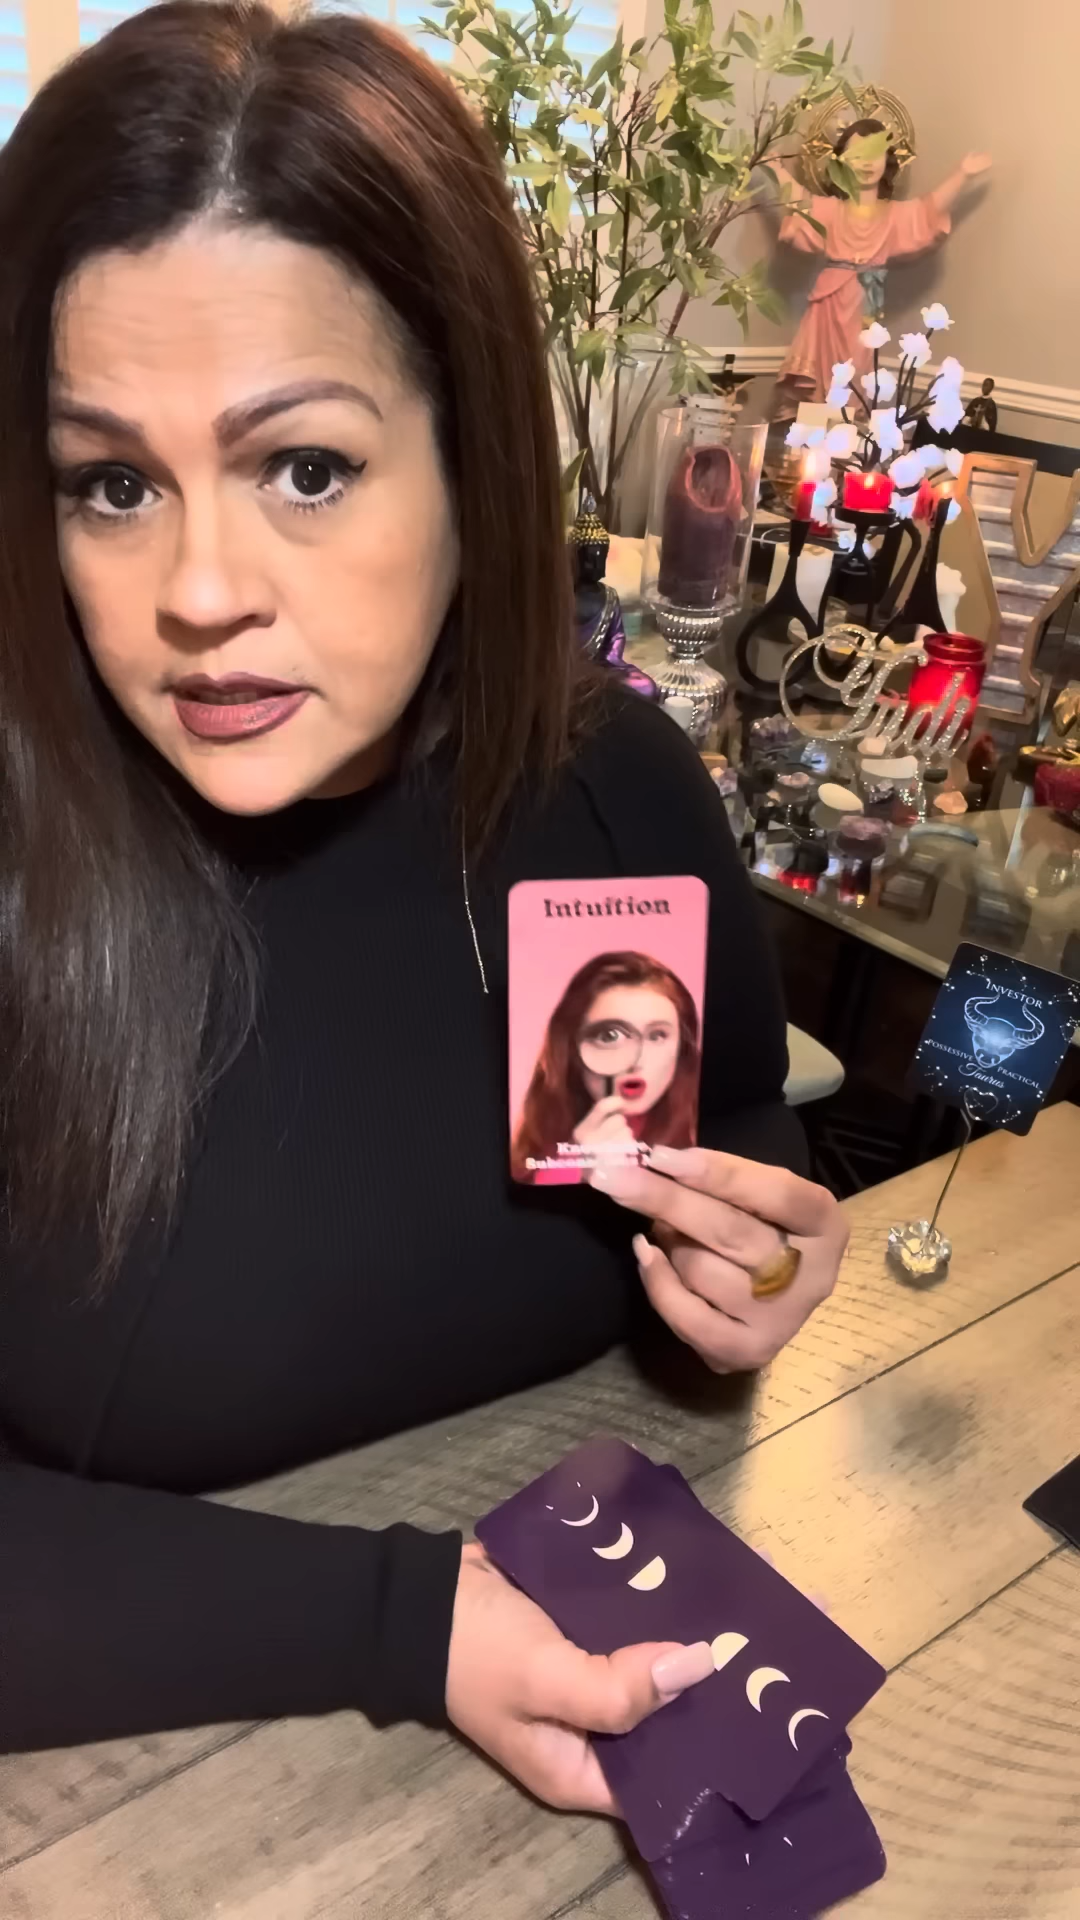 Intuition
INVESTOR
POSSESSIVE
PRACTICAL
Taurus